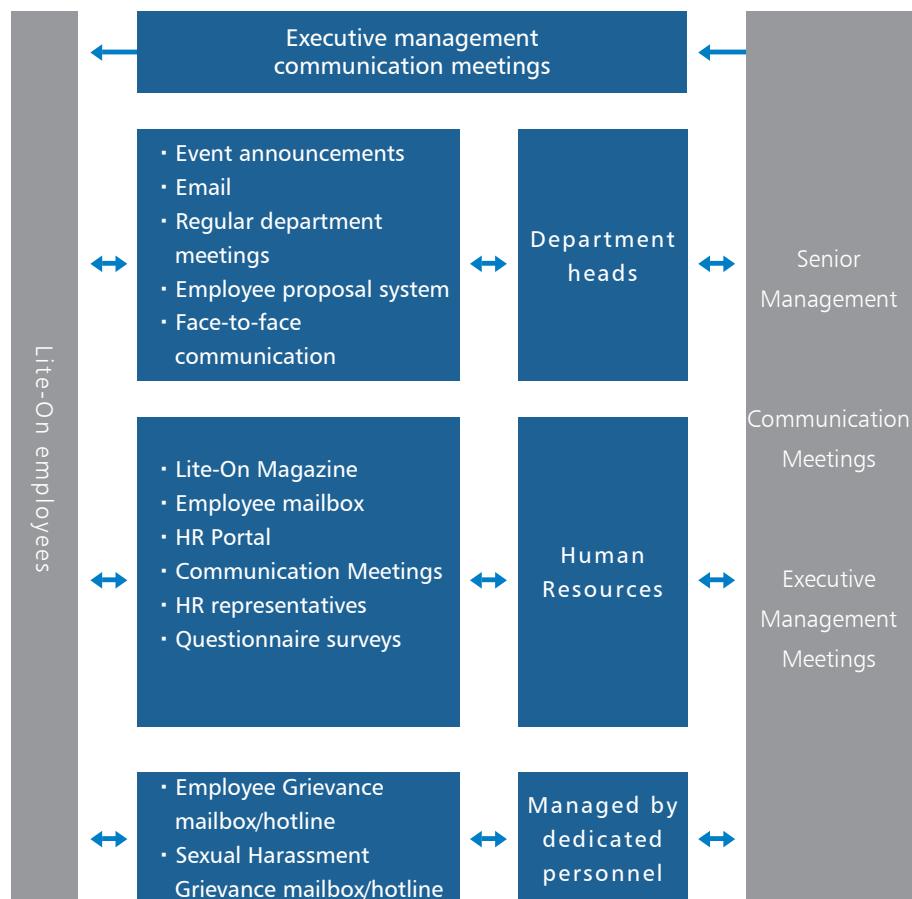 Executive management
communication meetings
Lite-On employees
· Event announcements
· Email
· Regular department
meetings
· Employee proposal system
· Face-to-face
communication
Department
heads
· Lite-On Magazine
· Employee mailbox
· HR Portal
· Communication Meetings
· HR representatives
· Questionnaire surveys
Human
Resources
· Employee Grievance
mailbox/hotline
· Sexual Harassment
Grievance mailbox/hotline
Managed by
dedicated
personnel
Senior
Management
Communication
Meetings
Executive
Management
Meetings